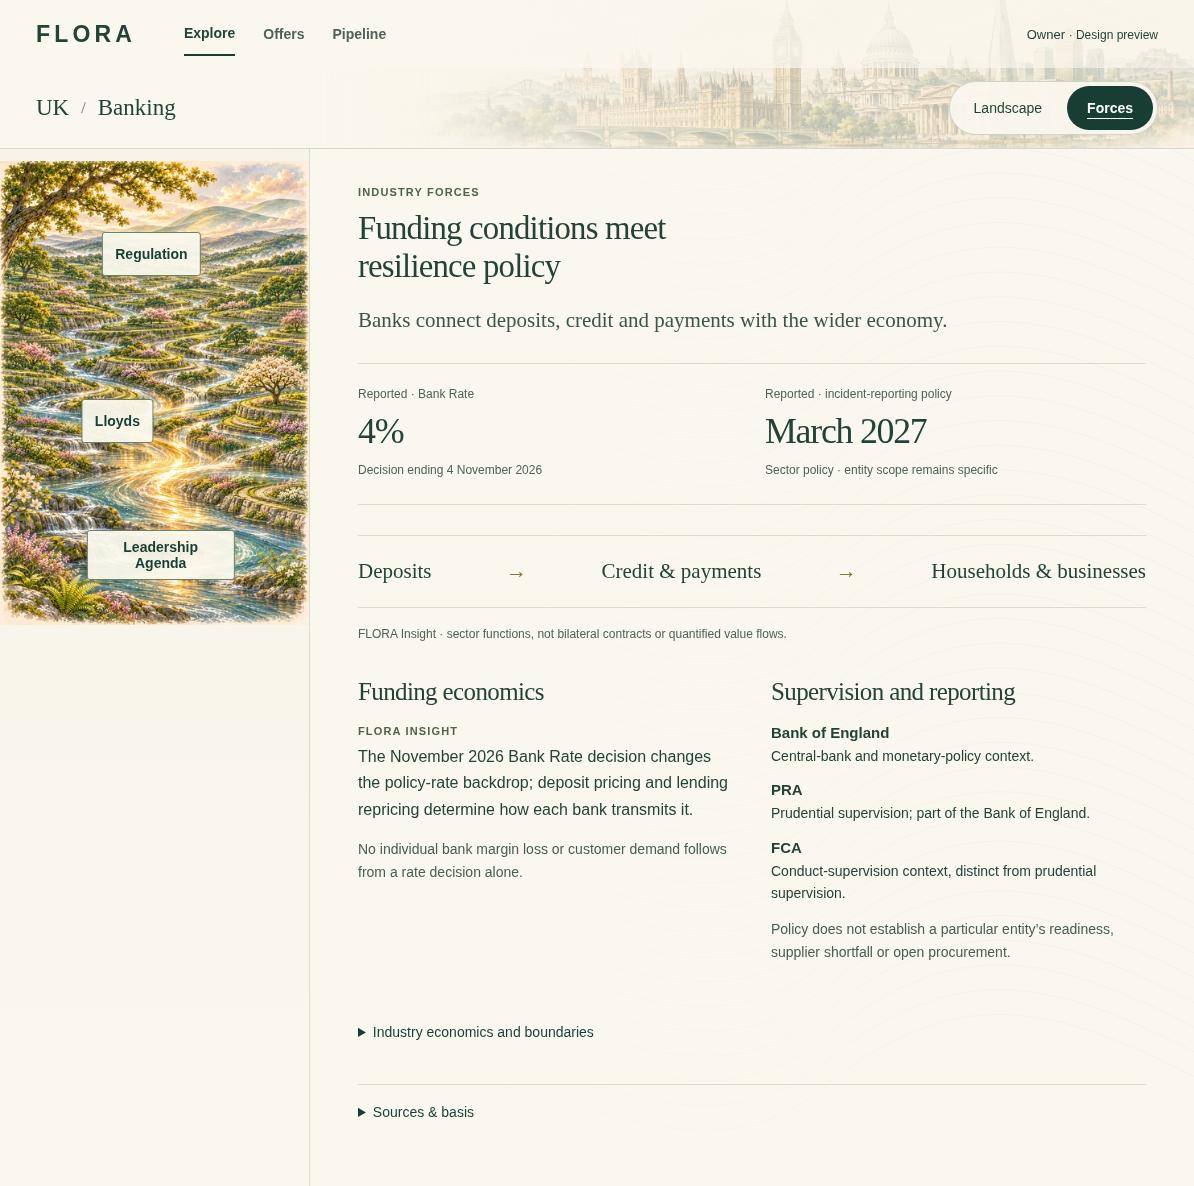 FLORA
Explore
Offers
Pipeline
Owner · Design preview
UK / Banking
Landscape
Forces
Regulation
Lloyds
Leadership
Agenda
INDUSTRY FORCES
Funding conditions meet
resilience policy
Banks connect deposits, credit and payments with the wider economy.
Reported · Bank Rate
4%
Decision ending 4 November 2026
Reported · incident-reporting policy
March 2027
Sector policy · entity scope remains specific
Deposits → Credit & payments → Households & businesses
FLORA Insight · sector functions, not bilateral contracts or quantified value flows.
Funding economics
FLORA INSIGHT
The November 2026 Bank Rate decision changes
the policy-rate backdrop; deposit pricing and lending
repricing determine how each bank transmits it.
No individual bank margin loss or customer demand follows
from a rate decision alone.
Supervision and reporting
Bank of England
Central-bank and monetary-policy context.
PRA
Prudential supervision; part of the Bank of England.
FCA
Conduct-supervision context, distinct from prudential
supervision.
Policy does not establish a particular entity’s readiness,
supplier shortfall or open procurement.
▶ Industry economics and boundaries
▶ Sources & basis